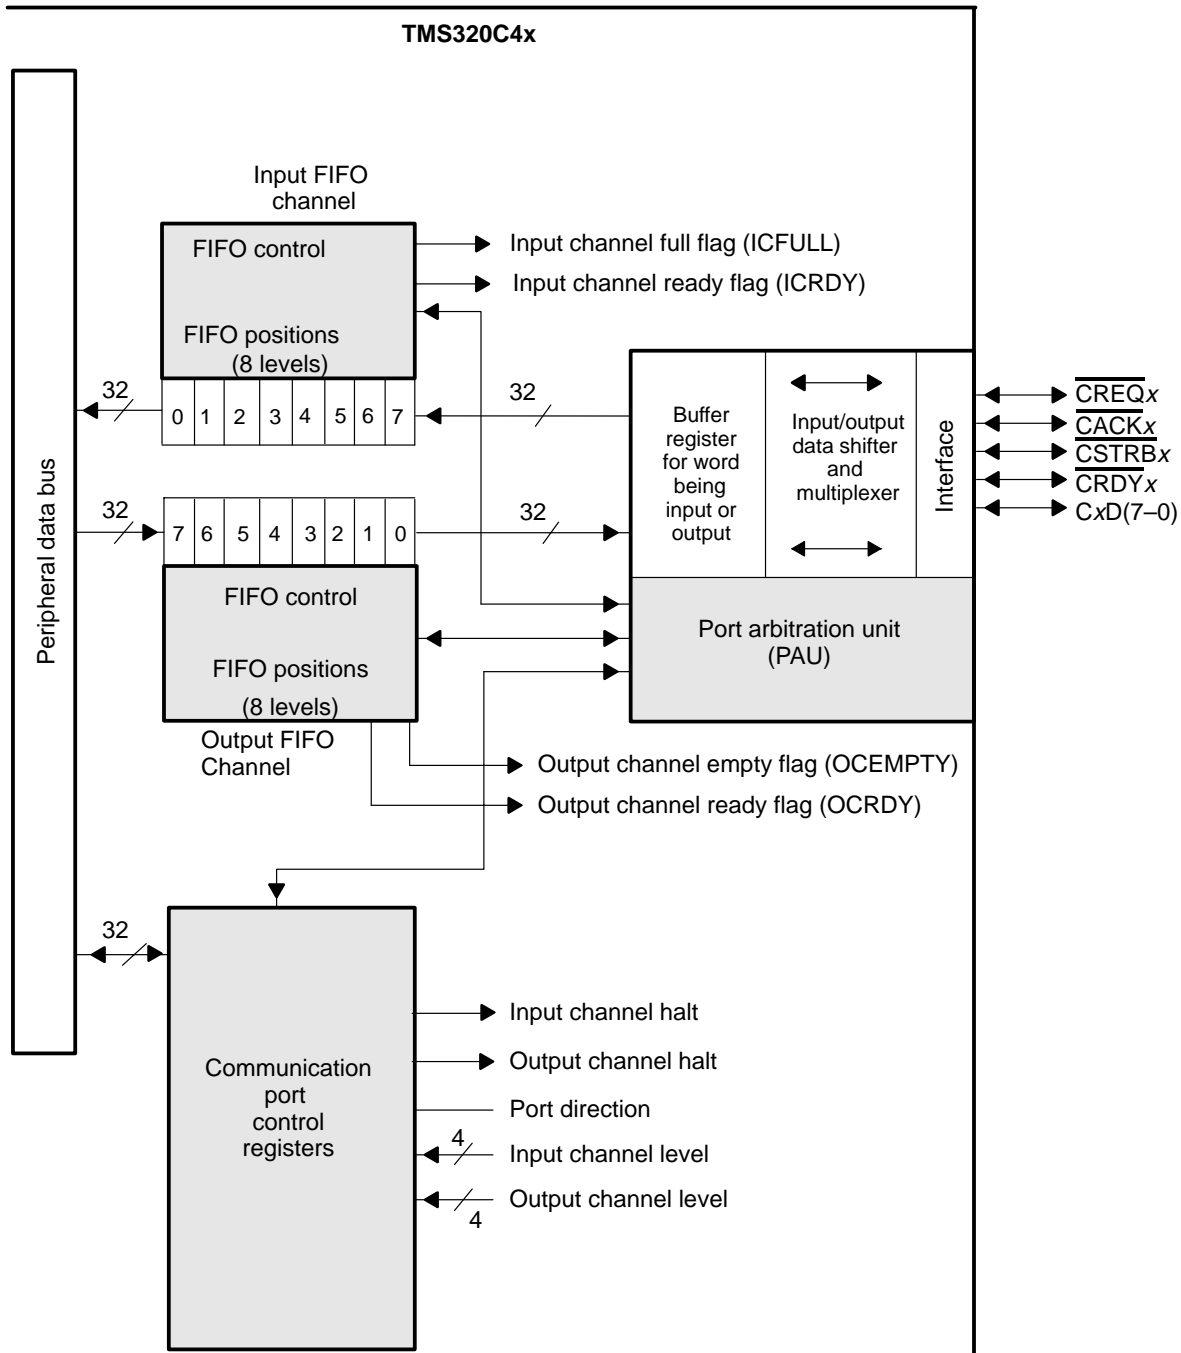 TMS320C4x
Input FIFO
channel
FIFO control
FIFO positions
(8 levels)
Input channel full flag (ICFULL)
Input channel ready flag (ICRDY)
32
0 1 2 3 4 5 6 7
32
Peripheral data bus
32
7 6 5 4 3 2 1 0
32
FIFO control
FIFO positions
(8 levels)
Output FIFO
Channel
Buffer
register
for word
being
input or
output
Input/output
data shifter
and
multiplexer
Interface
CREQx
CACKx
CSTRBx
CRDYx
CxD(7–0)
Port arbitration unit
(PAU)
Output channel empty flag (OCEMPTY)
Output channel ready flag (OCRDY)
32
Communication
port
control
registers
Input channel halt
Output channel halt
Port direction
4
Input channel level
Output channel level
4